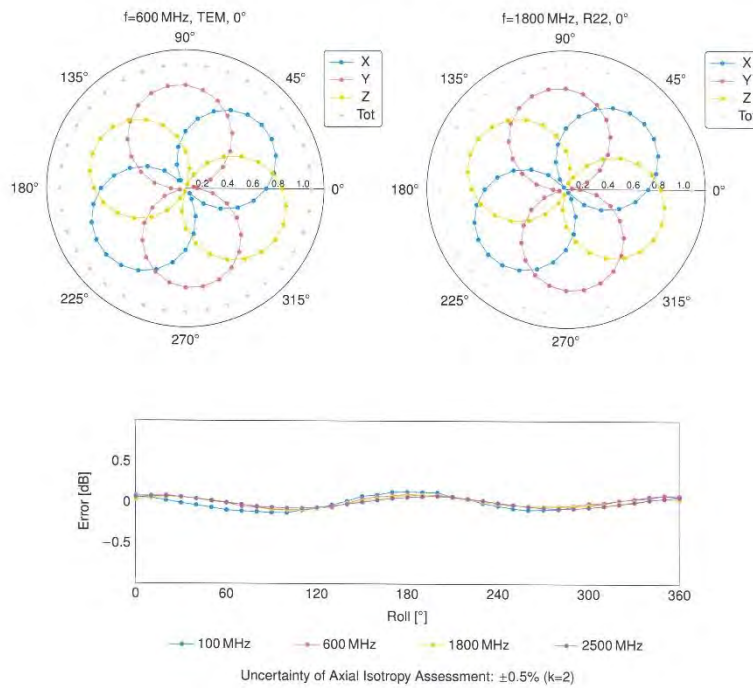 f=600 MHz, TEM, 0°
90°
135°
45°
X
Y
Z
Tot
180°
0.2 0.4 0.6 0.8 1.0
0°
225°
315°
270°
f=1800 MHz, R22, 0°
90°
135°
45°
X
Y
Z
Tot
180°
0.2 0.4 0.6 0.8 1.0
0°
225°
315°
270°
Error [dB]
0.5
0
−0.5
0 60 120 180 240 300 360
Roll [°]
100 MHz 600 MHz 1800 MHz 2500 MHz
Uncertainty of Axial Isotropy Assessment: ±0.5% (k=2)